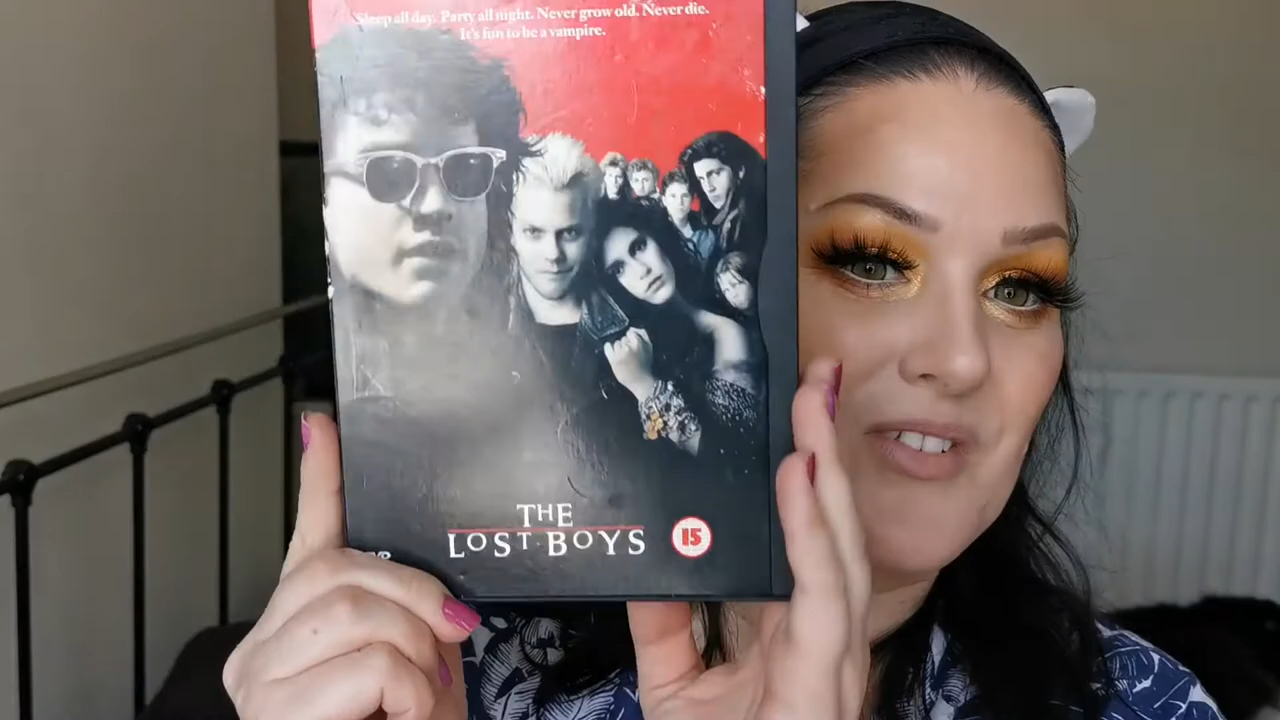 Sleep all day. Party all night. Never grow old. Never die.
It's fun to be a vampire.
THE
LOST BOYS
15